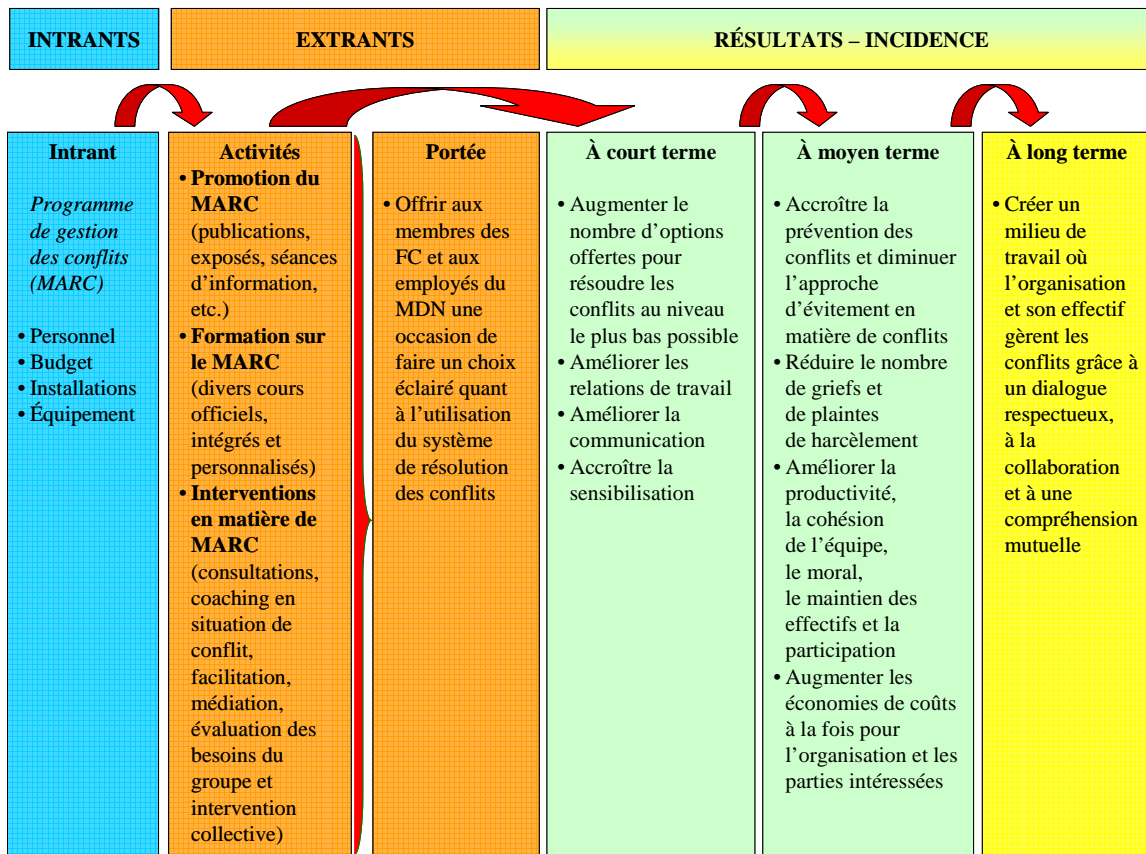 INTRANTS
EXTRANTS
RÉSULTATS – INCIDENCE
Intrant
Programme
de gestion
des conflits
(MARC)
• Personnel
• Budget
• Installations
• Équipement
Activités
• Promotion du
MARC
(publications,
exposés, séances
d’information,
etc.)
• Formation sur
le MARC
(divers cours
officiels,
intégrés et
personnalisés)
• Interventions
en matière de
MARC
(consultations,
coaching en
situation de
conflit,
facilitation,
médiation,
évaluation des
besoins du
groupe et
intervention
collective)
Portée
• Offrir aux
membres des
FC et aux
employés du
MDN une
occasion de
faire un choix
éclairé quant
à l’utilisation
du système
de résolution
des conflits
À court terme
• Augmenter le
nombre d’options
offertes pour
résoudre les
conflits au niveau
le plus bas possible
• Améliorer les
relations de travail
• Améliorer la
communication
• Accroître la
sensibilisation
À moyen terme
• Accroître la
prévention des
conflits et diminuer
l’approche
d’évitement en
matière de conflits
• Réduire le nombre
de griefs et
de plaintes
de harcèlement
• Améliorer la
productivité,
la cohésion
de l’équipe,
le moral,
le maintien des
effectifs et la
participation
• Augmenter les
économies de coûts
à la fois pour
l’organisation et les
parties intéressées
À long terme
• Créer un
milieu de
travail où
l’organisation
et son effectif
gèrent les
conflits grâce à
un dialogue
respectueux,
à la
collaboration
et à une
compréhension
mutuelle